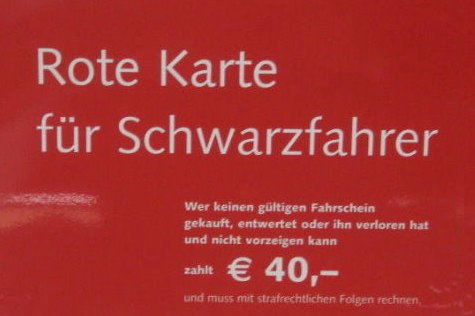 Rote Karte
für Schwarzfahrer
Wer keinen gültigen Fahrschein
gekauft, entwertet oder ihn verloren hat
und nicht vorzeigen kann
zahlt € 40,–
und muss mit strafrechtlichen Folgen rechnen.